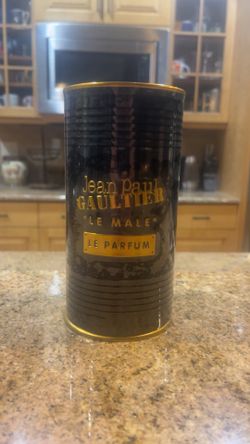 Jean Paul
GAULTIER
"LE MALE"
LE PARFUM